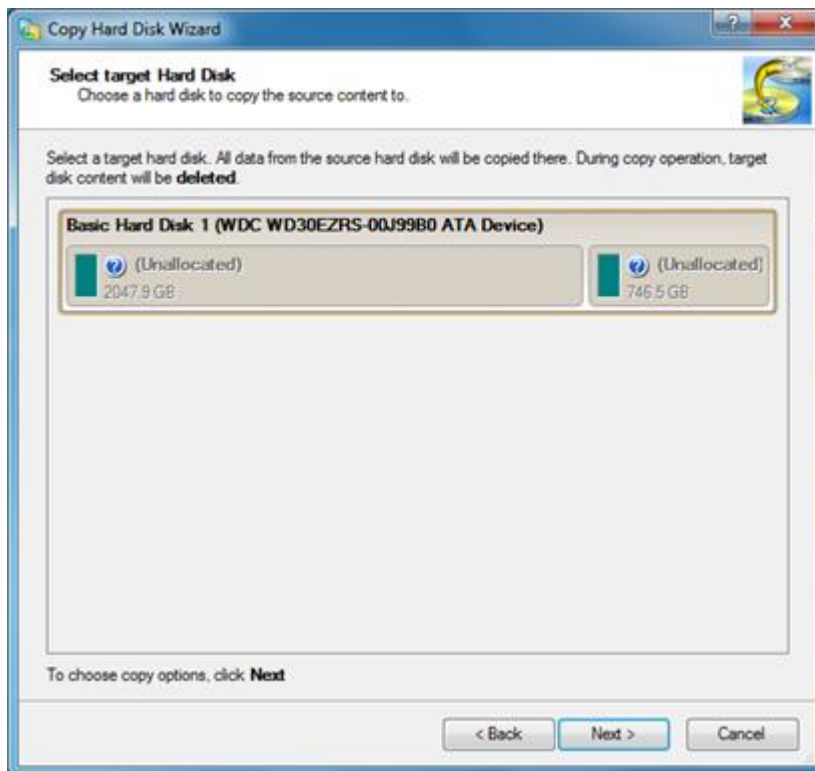 Copy Hard Disk Wizard
Select target Hard Disk
Choose a hard disk to copy the source content to.
Select a target hard disk. All data from the source hard disk will be copied there. During copy operation, target
disk content will be deleted.
Basic Hard Disk 1 (WDC WD30EZRS-00J99B0 ATA Device)
(Unallocated)
2047.9 GB
(Unallocated)
746.5 GB
To choose copy options, click Next
< Back
Next >
Cancel